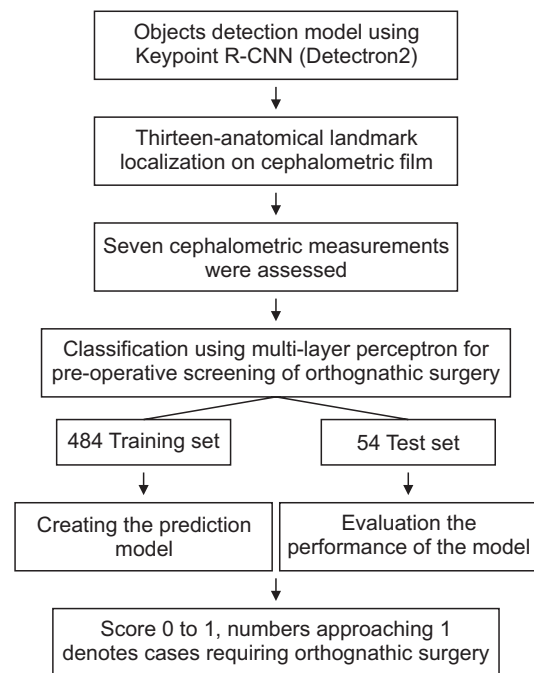 Objects detection model using
Keypoint R-CNN (Detectron2)
Thirteen-anatomical landmark
localization on cephalometric film
Seven cephalometric measurements
were assessed
Classification using multi-layer perceptron for
pre-operative screening of orthognathic surgery
484 Training set
54 Test set
Creating the prediction
model
Evaluation the
performance of the model
Score 0 to 1, numbers approaching 1
denotes cases requiring orthognathic surgery